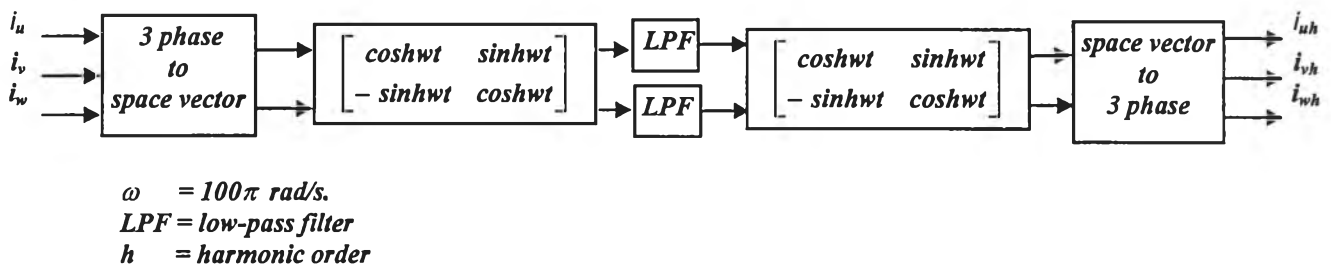 i_u
i_v
i_w
3 phase
to
space vector
coshwt sinhwt
– sinhwt coshwt
LPF
LPF
coshwt sinhwt
– sinhwt coshwt
space vector
to
3 phase
i_uh
i_vh
i_wh
ω = 100π rad/s.
LPF = low-pass filter
h = harmonic order